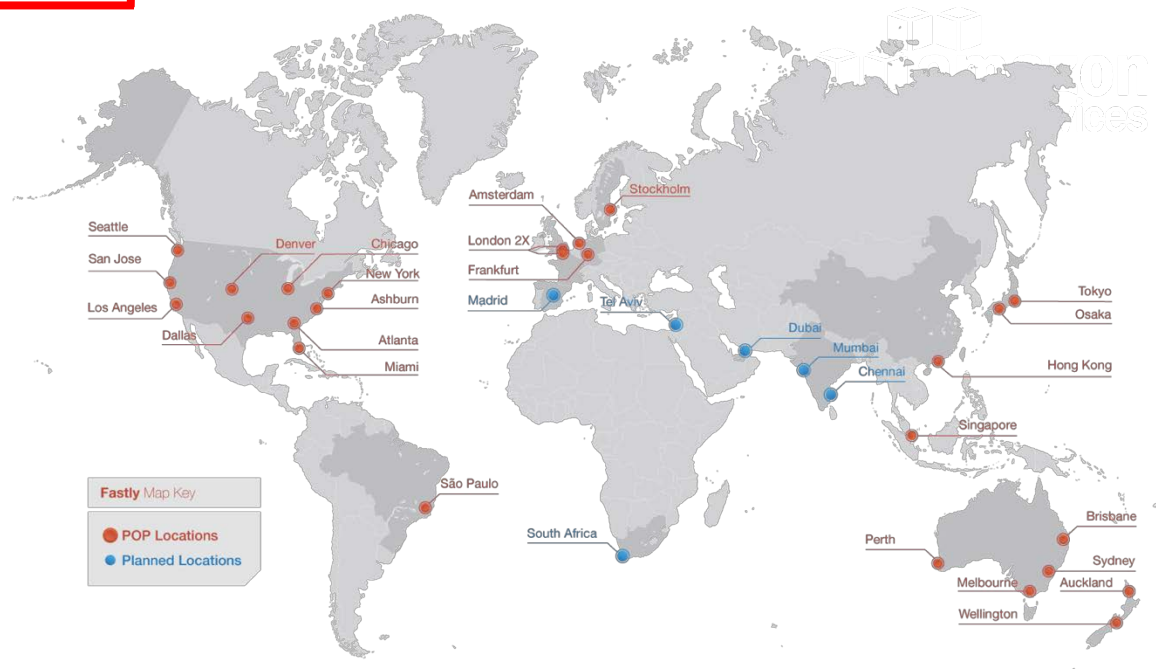 on
ices
Stockholm
Amsterdam
Seattle
London 2X
Denver
Chicago
San Jose
Frankfurt
New York
Madrid
Tel Aviv
Tokyo
Los Angeles
Ashburn
Osaka
Dallas
Dubai
Atlanta
Mumbai
Miami
Chennai
Hong Kong
Singapore
São Paulo
Fastly Map Key
POP Locations
Planned Locations
South Africa
Brisbane
Perth
Sydney
Melbourne
Auckland
Wellington